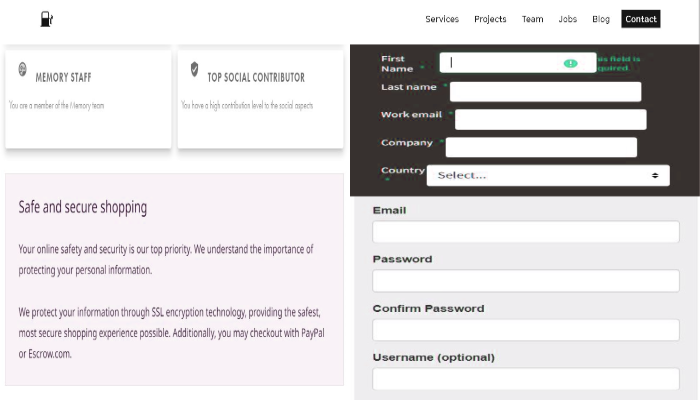 Services Projects Team Jobs Blog Contact
MEMORY STAFF
You are a member of the Memory team
TOP SOCIAL CONTRIBUTOR
You have a high contribution level to the social aspects
Safe and secure shopping
Your online safety and security is our top priority. We understand the importance of
protecting your personal information.
We protect your information through SSL encryption technology, providing the safest,
most secure shopping experience possible. Additionally, you may checkout with PayPal
or Escrow.com.
First
Name *
field is
Last name *
Work email *
Company *
Country
*
Select...
Email
Password
Confirm Password
Username (optional)